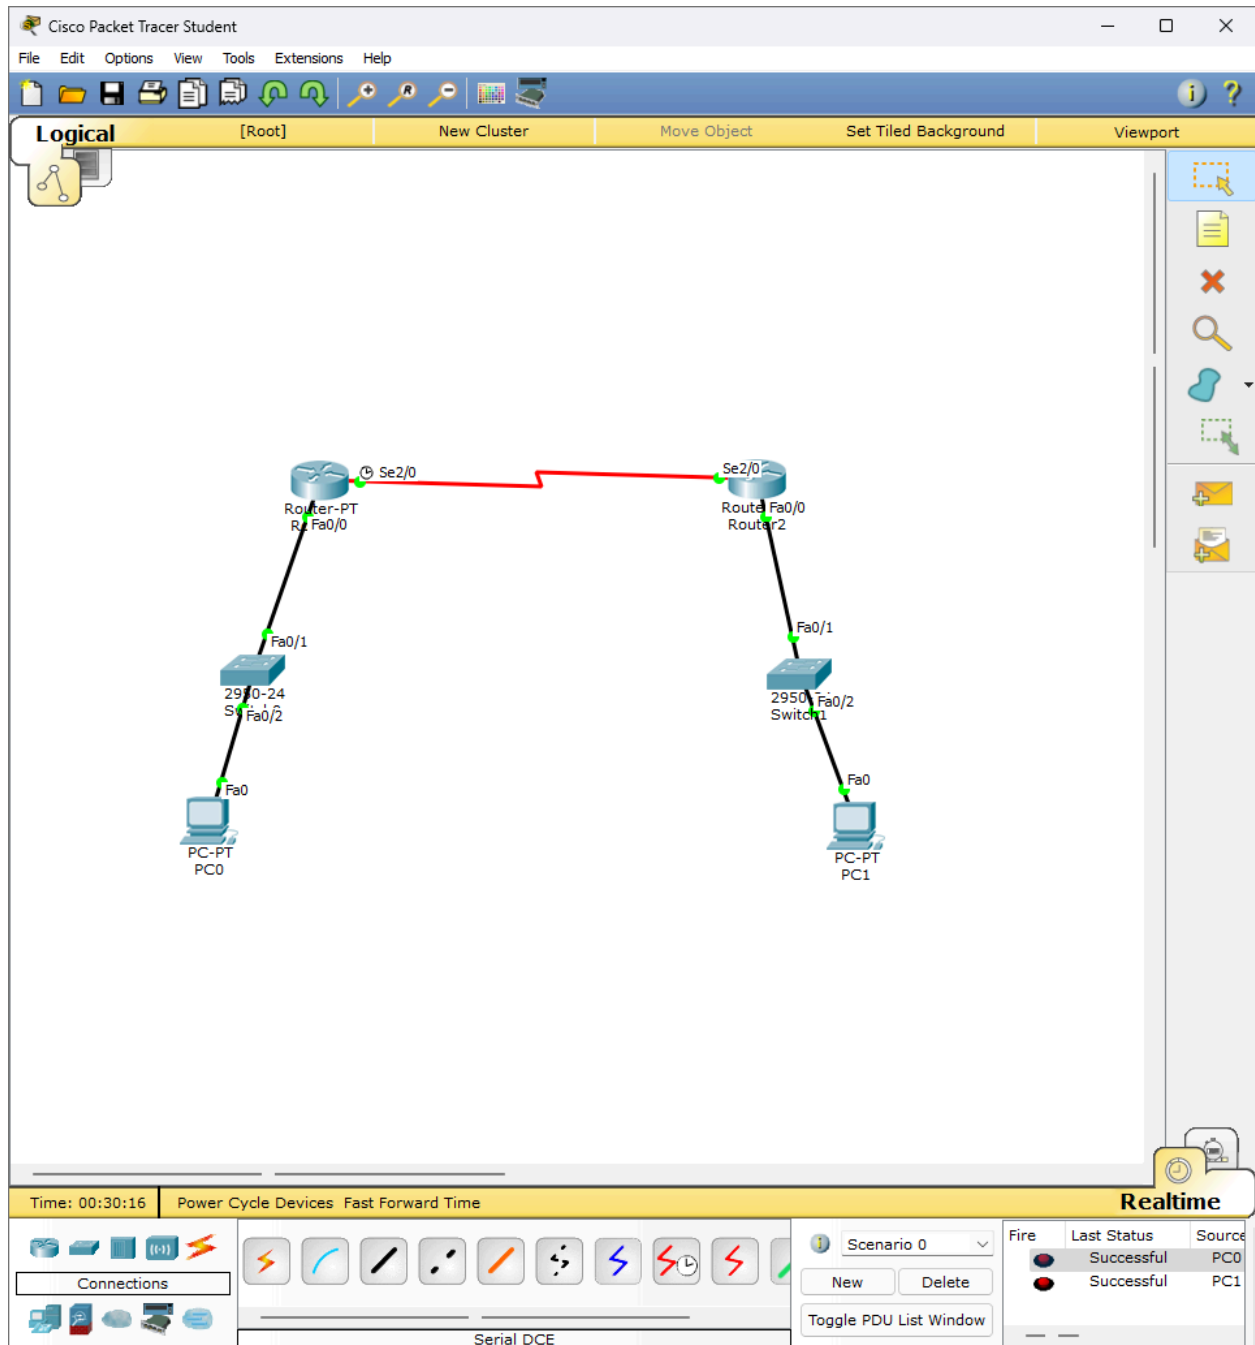 Cisco Packet Tracer Student
File Edit Options View Tools Extensions Help
Logical [Root] New Cluster Move Object Set Tiled Background Viewport
Se2/0
Se2/0
Router-PT
Fa0/0
Fa0/0
Router2
Fa0/1
Fa0/1
2950-24
Fa0/2
2950
Fa0/2
Switch1
Fa0
Fa0
PC-PT
PC0
PC-PT
PC1
Time: 00:30:16 Power Cycle Devices Fast Forward Time Realtime
Connections
Serial DCE
Scenario 0
New Delete
Toggle PDU List Window
Fire Last Status Source
Successful PC0
Successful PC1